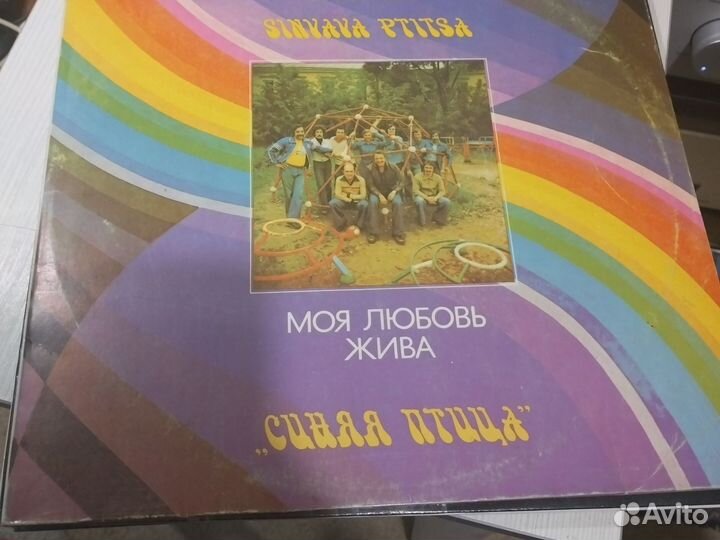 SINYAYA PTITSA
МОЯ ЛЮБОВЬ
ЖИВА
„СИНЯЯ ПТИЦА”
Avito